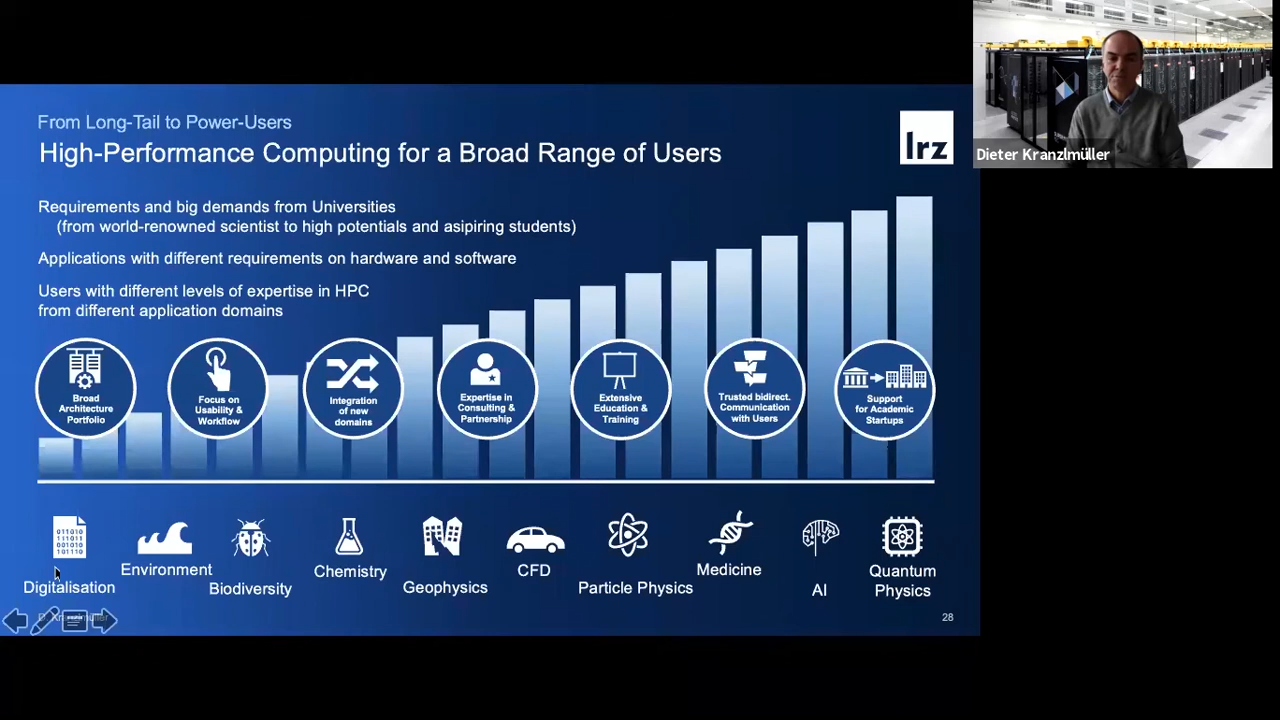 From Long-Tail to Power-Users
High-Performance Computing for a Broad Range of Users
lrz
Dieter Kranzlmüller
Requirements and big demands from Universities
(from world-renowned scientist to high potentials and asipiring students)
Applications with different requirements on hardware and software
Users with different levels of expertise in HPC
from different application domains
Broad
Architecture
Portfolio
Focus on
Usability &
Workflow
Integration
of new
domains
Expertise in
Consulting &
Partnership
Extensive
Education &
Training
Trusted bidirect.
Communication
with Users
Support
for Academic
Startups
011010
111011
001010
101110
Digitalisation
Environment
Biodiversity
Chemistry
Geophysics
CFD
Particle Physics
Medicine
AI
Quantum
Physics
28